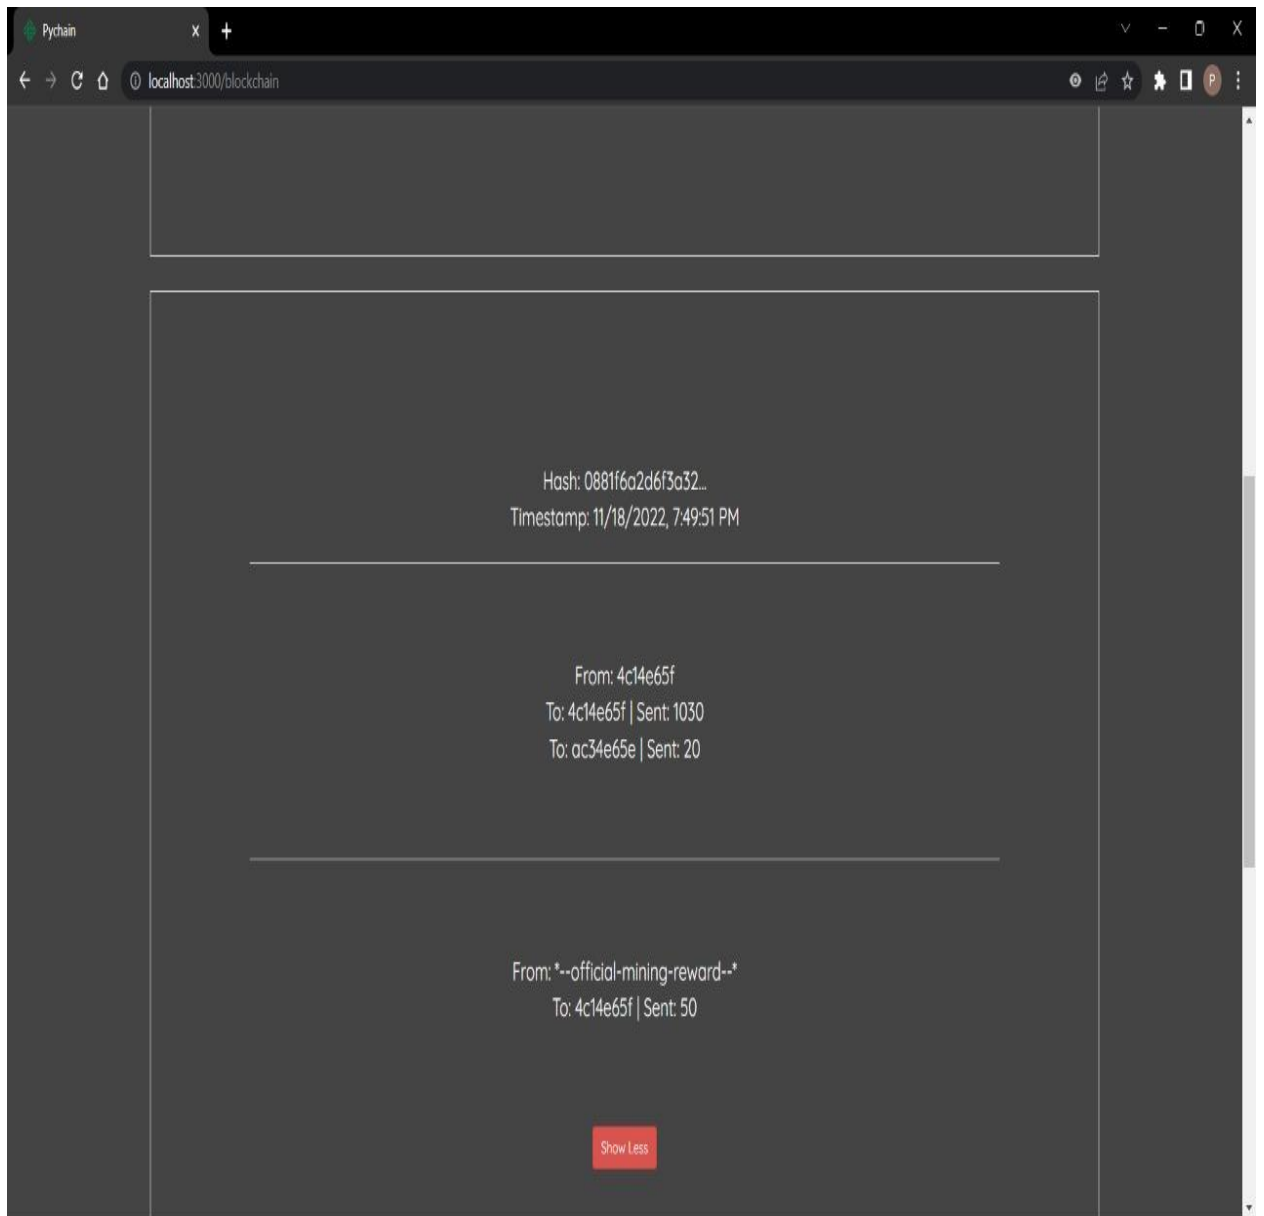 Pychain
localhost:3000/blockchain
P
Hash: 0881f6a2d6f3a32...
Timestamp: 11/18/2022, 7:49:51 PM
From: 4c14e65f
To: 4c14e65f | Sent: 1030
To: ac34e65e | Sent: 20
From: *--official-mining-reward--*
To: 4c14e65f | Sent: 50
Show Less